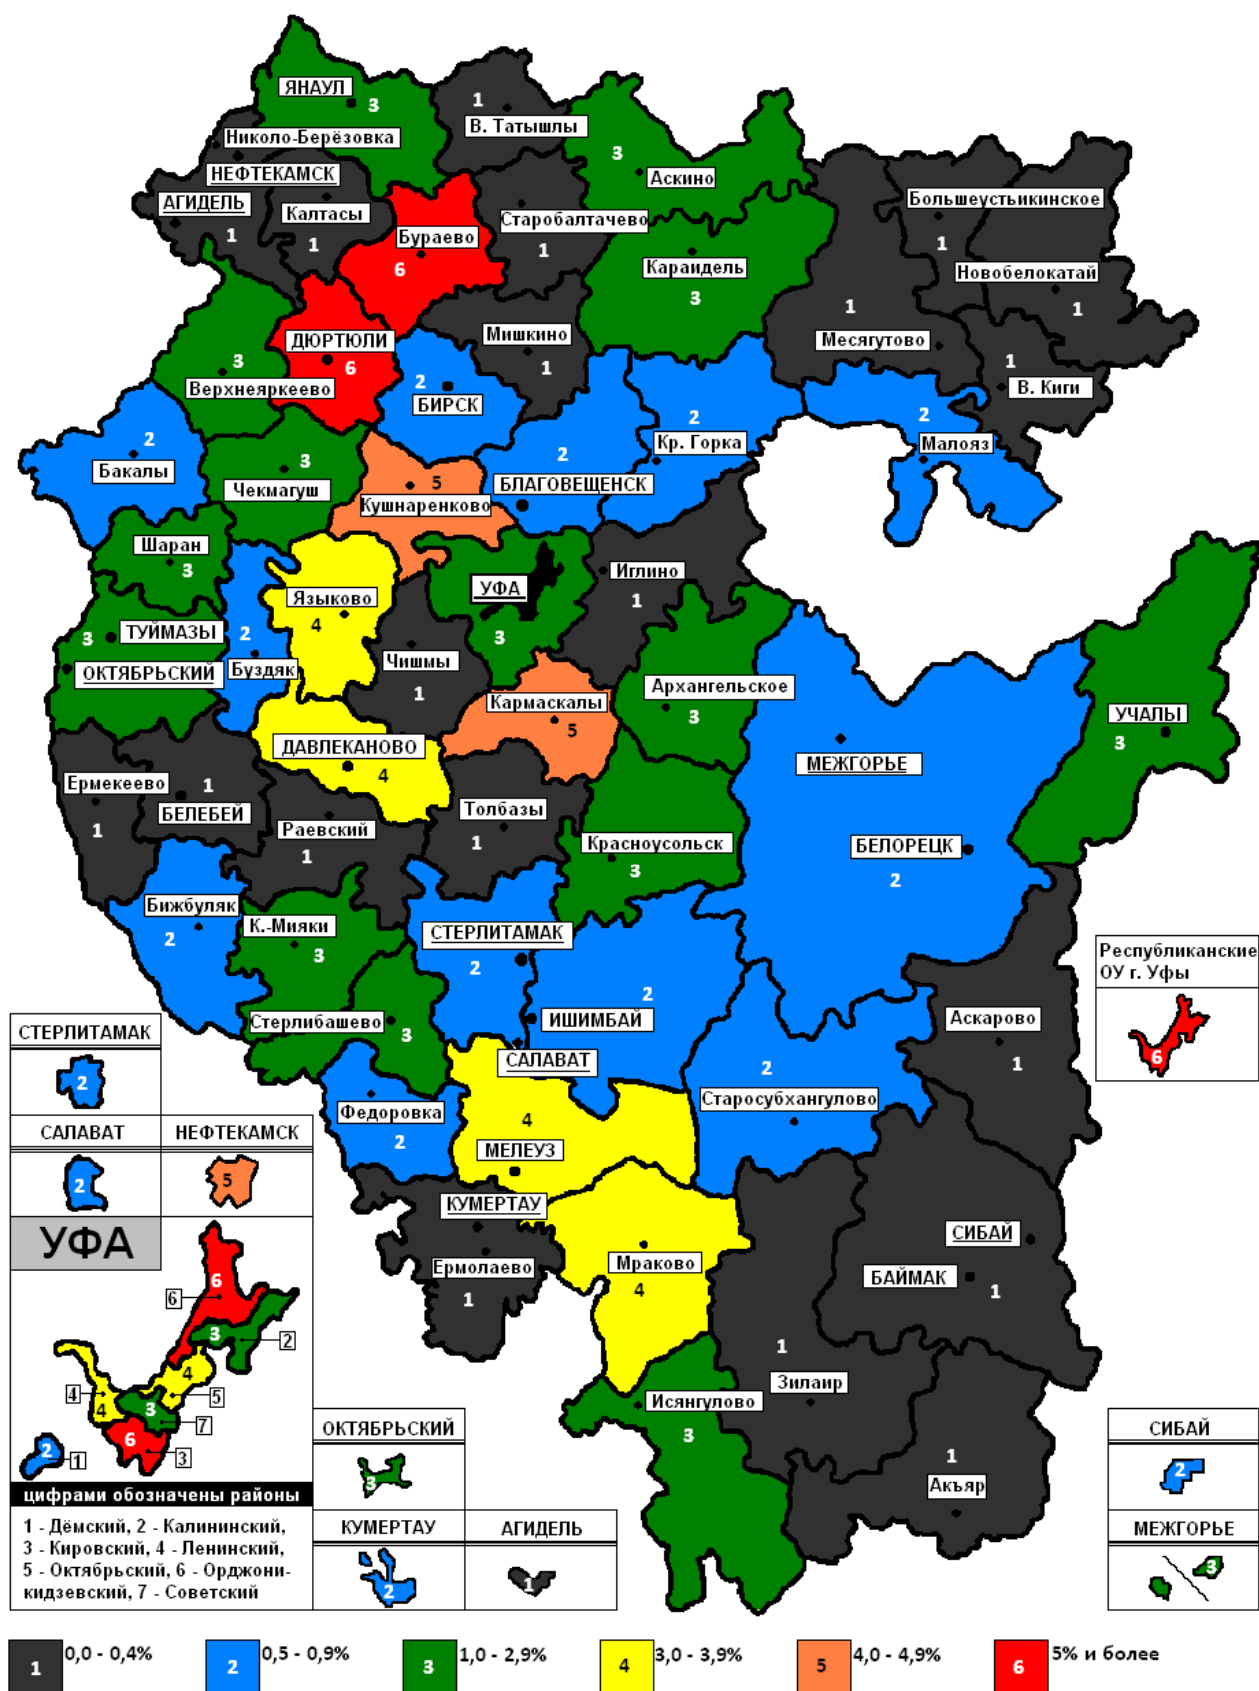 ЯНАУЛ
3
1
В. Татышлы
Николо-Берёзовка
3
Аскино
НЕФТЕКАМСК
АГИДЕЛЬ
1
Калтасы
1
Бураево
6
Старобалтачево
1
Караидель
3
Большеустьикинское
1
Новобелокатай
1
1
Месягутово
1
В. Киги
Мишкино
1
ДЮРТЮЛИ
6
3
Верхнеяркеево
2
БИРСК
2
Бакалы
3
Чекмагуш
5
Кушнаренково
2
БЛАГОВЕЩЕНСК
2
Кр. Горка
2
Малояз
Шаран
3
Языково
4
УФА
3
Иглино
1
3
ТУЙМАЗЫ
ОКТЯБРЬСКИЙ
2
Буздяк
Чишмы
1
Кармаскалы
5
Архангельское
3
УЧАЛЫ
3
ДАВЛЕКАНОВО
4
МЕЖГОРЬЕ
БЕЛОРЕЦК
2
Ермекеево
1
1
БЕЛЕБЕЙ
Раевский
1
Толбазы
1
Красноусольск
3
Бижбуляк
2
К.-Мияки
3
СТЕРЛИТАМАК
2
2
ИШИМБАЙ
САЛАВАТ
Стерлибашево
3
Аскарово
1
2
Старосубхангулово
Федоровка
2
4
МЕЛЕУЗ
КУМЕРТАУ
Ермолаево
1
Мраково
4
СИБАЙ
БАЙМАК
1
1
Зилаир
Исянгулово
3
1
Акъяр
Республиканские
ОУ г. Уфы
6
СТЕРЛИТАМАК
2
САЛАВАТ
НЕФТЕКАМСК
2
5
УФА
6
6
3
2
4
4
5
4
3
7
6
3
2
1
цифрами обозначены районы
1 - Дёмский, 2 - Калининский,
3 - Кировский, 4 - Ленинский,
5 - Октябрьский, 6 - Орджони-
кидзевский, 7 - Советский
ОКТЯБРЬСКИЙ
3
КУМЕРТАУ
АГИДЕЛЬ
2
1
СИБАЙ
2
МЕЖГОРЬЕ
3
1 0,0 - 0,4%
2 0,5 - 0,9%
3 1,0 - 2,9%
4 3,0 - 3,9%
5 4,0 - 4,9%
6 5% и более